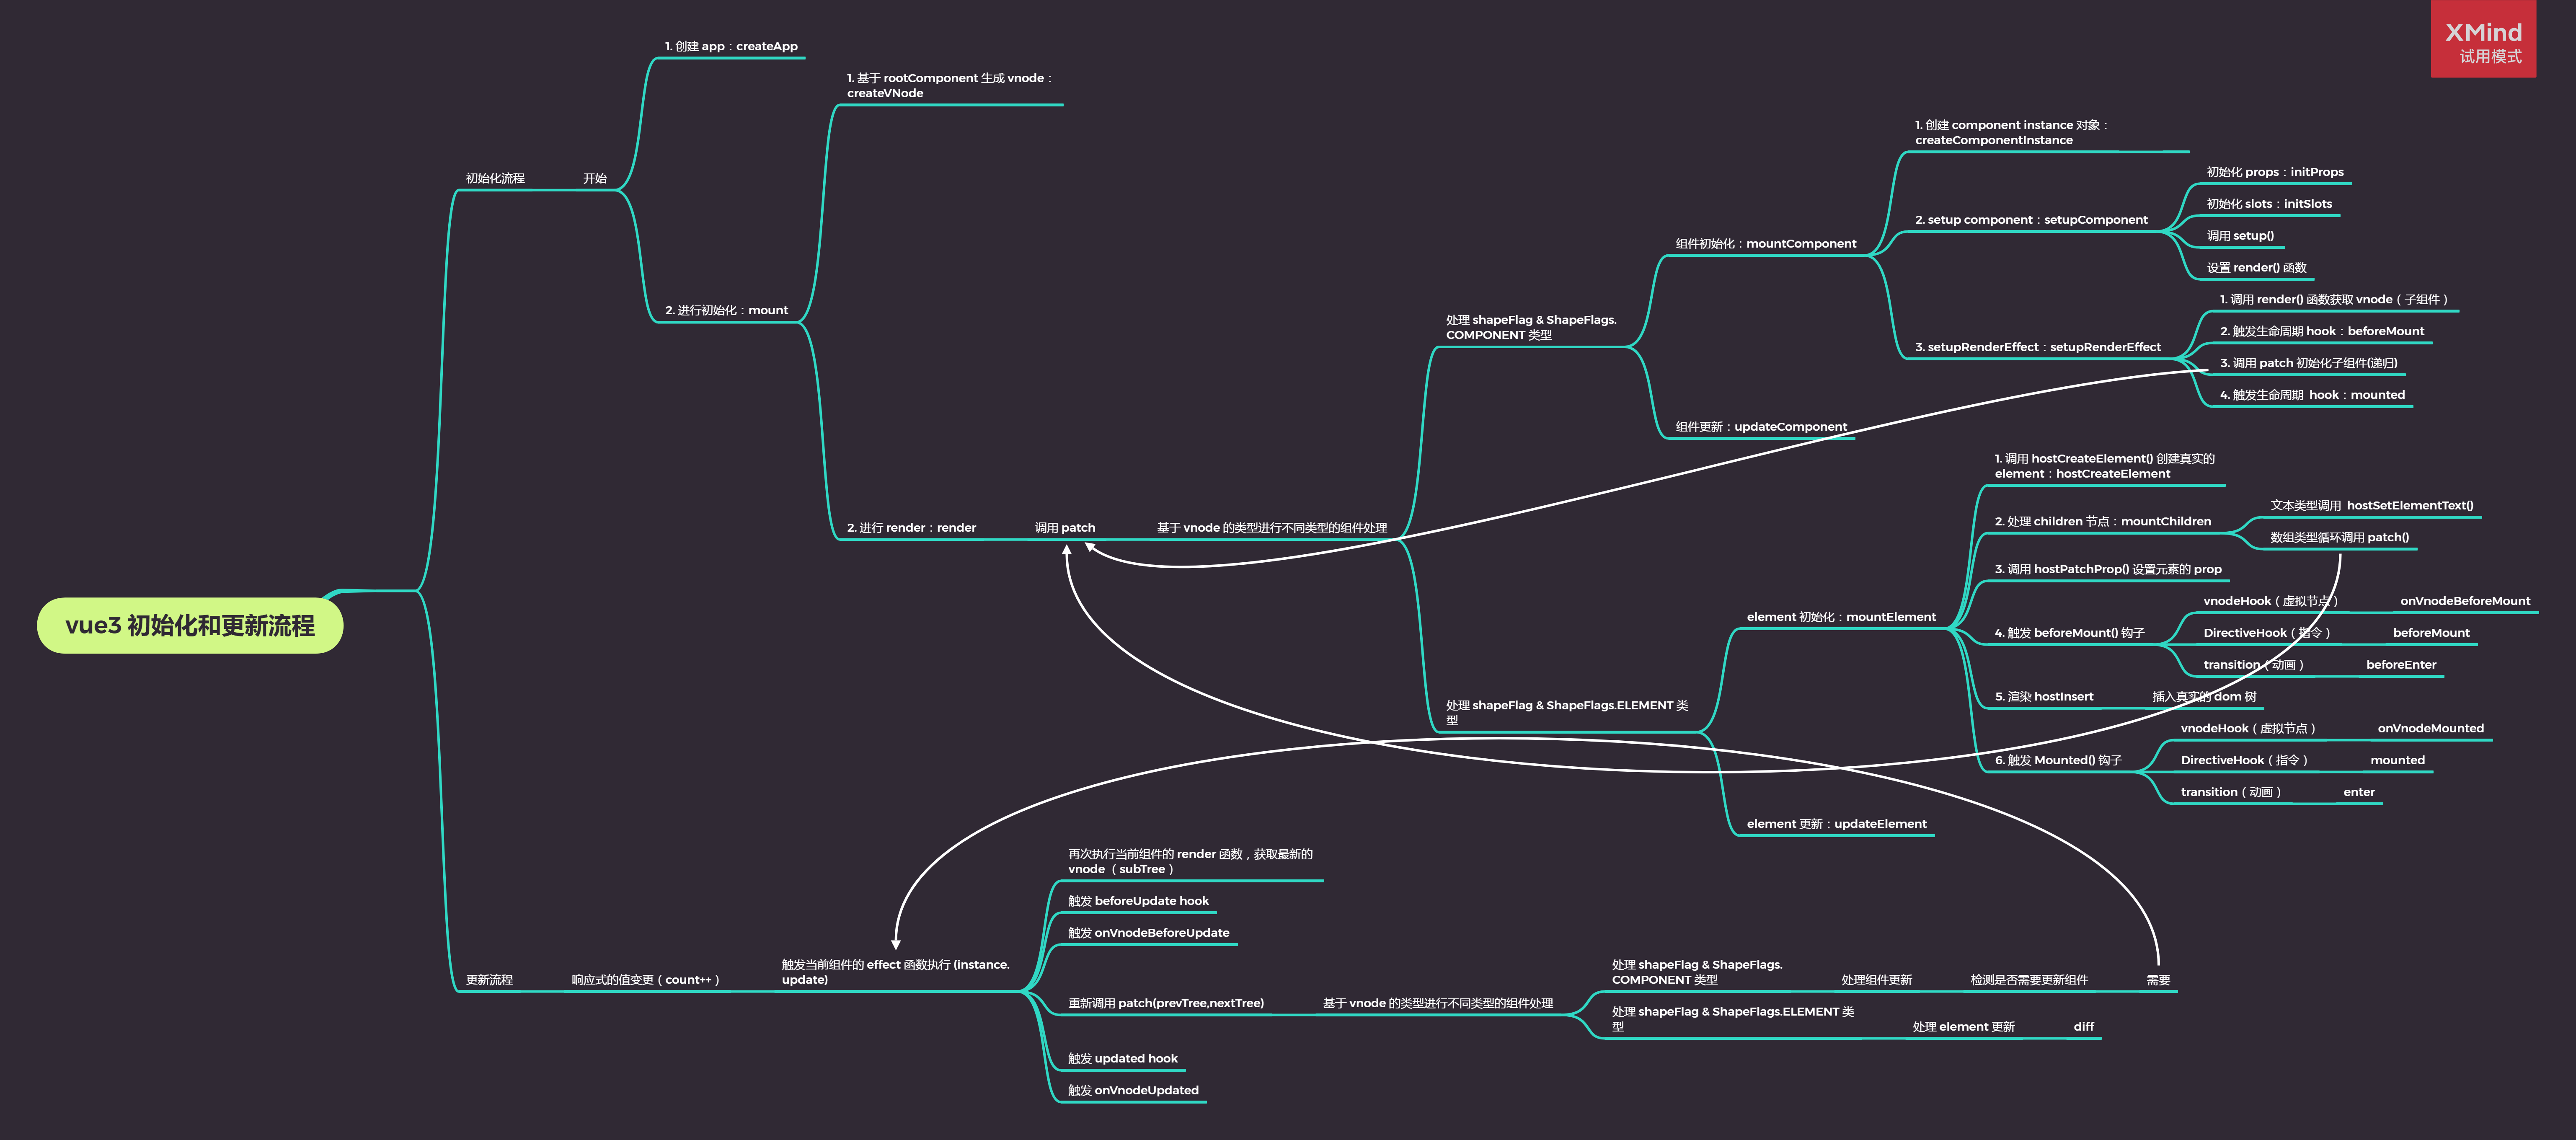 XMind
试用模式
vue3 初始化和更新流程
初始化流程
开始
1. 创建 app：createApp
2. 进行初始化：mount
1. 基于 rootComponent 生成 vnode：
createVNode
2. 进行 render：render
调用 patch
基于 vnode 的类型进行不同类型的组件处理
处理 shapeFlag & ShapeFlags.
COMPONENT 类型
组件初始化：mountComponent
1. 创建 component instance 对象：
createComponentInstance
2. setup component：setupComponent
初始化 props：initProps
初始化 slots：initSlots
调用 setup()
设置 render() 函数
3. setupRenderEffect：setupRenderEffect
1. 调用 render() 函数获取 vnode（子组件）
2. 触发生命周期 hook：beforeMount
3. 调用 patch 初始化子组件(递归)
4. 触发生命周期 hook：mounted
组件更新：updateComponent
处理 shapeFlag & ShapeFlags.ELEMENT 类
型
element 初始化：mountElement
1. 调用 hostCreateElement() 创建真实的
element：hostCreateElement
2. 处理 children 节点：mountChildren
文本类型调用 hostSetElementText()
数组类型循环调用 patch()
3. 调用 hostPatchProp() 设置元素的 prop
4. 触发 beforeMount() 钩子
vnodeHook（虚拟节点）
onVnodeBeforeMount
DirectiveHook（指令）
beforeMount
transition（动画）
beforeEnter
5. 渲染 hostInsert
插入真实的 dom 树
6. 触发 Mounted() 钩子
vnodeHook（虚拟节点）
onVnodeMounted
DirectiveHook（指令）
mounted
transition（动画）
enter
element 更新：updateElement
更新流程
响应式的值变更（count++）
触发当前组件的 effect 函数执行 (instance.
update)
再次执行当前组件的 render 函数，获取最新的
vnode （subTree）
触发 beforeUpdate hook
触发 onVnodeBeforeUpdate
重新调用 patch(prevTree,nextTree)
基于 vnode 的类型进行不同类型的组件处理
处理 shapeFlag & ShapeFlags.
COMPONENT 类型
处理组件更新
检测是否需要更新组件
需要
处理 shapeFlag & ShapeFlags.ELEMENT 类
型
处理 element 更新
diff
触发 updated hook
触发 onVnodeUpdated